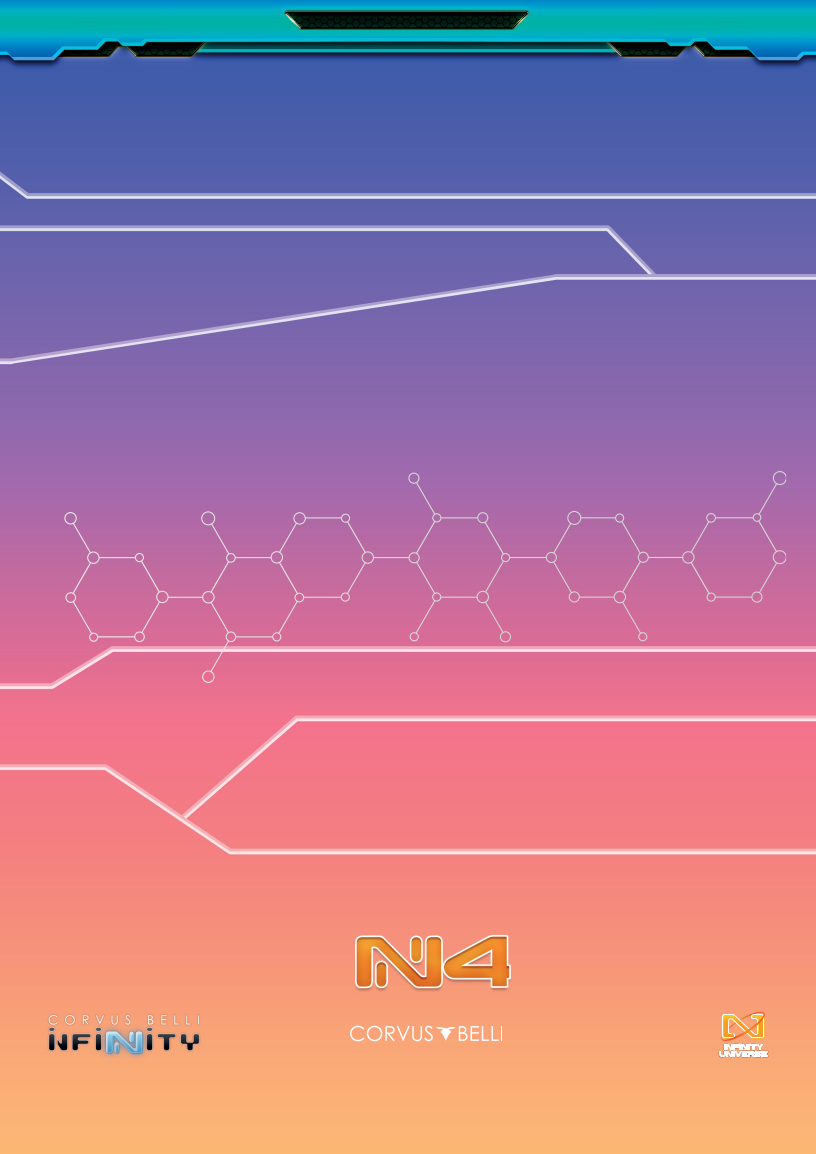 N4
CORVUS BELLI
iNFiNiTY
CORVUS BELLI
INFINITY
UNIVERSE